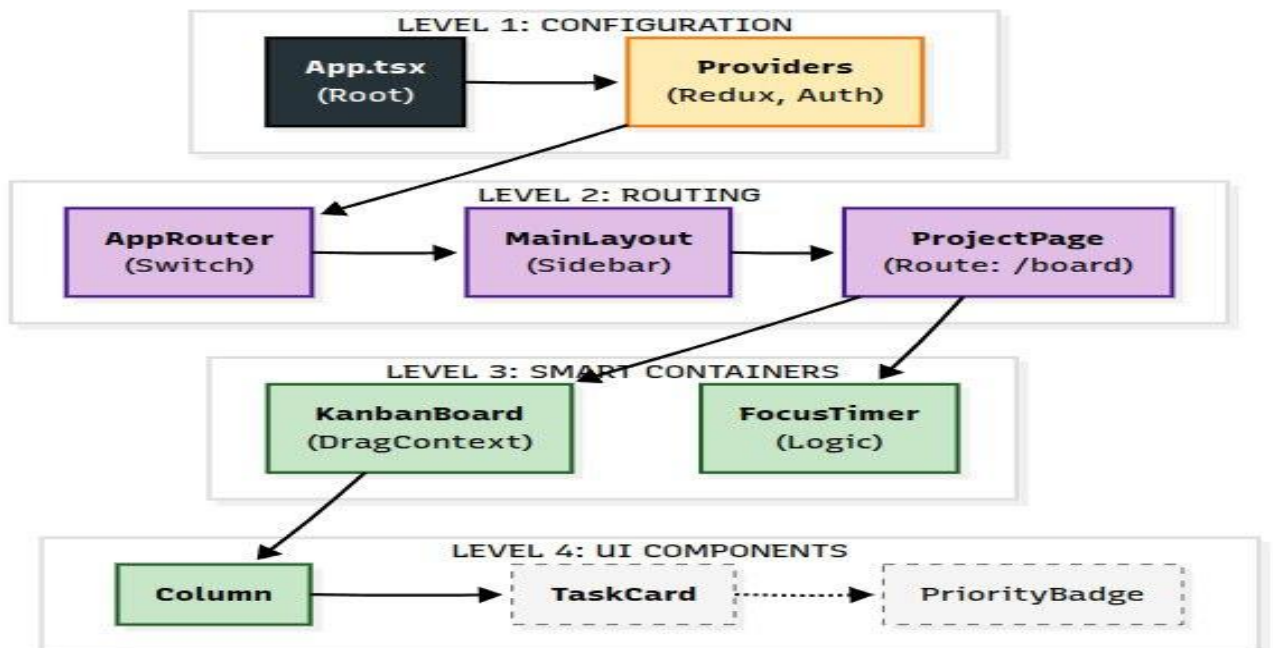 LEVEL 1: CONFIGURATION
App.tsx
(Root)
Providers
(Redux, Auth)
LEVEL 2: ROUTING
AppRouter
(Switch)
MainLayout
(Sidebar)
ProjectPage
(Route: /board)
LEVEL 3: SMART CONTAINERS
KanbanBoard
(DragContext)
FocusTimer
(Logic)
LEVEL 4: UI COMPONENTS
Column
TaskCard
PriorityBadge